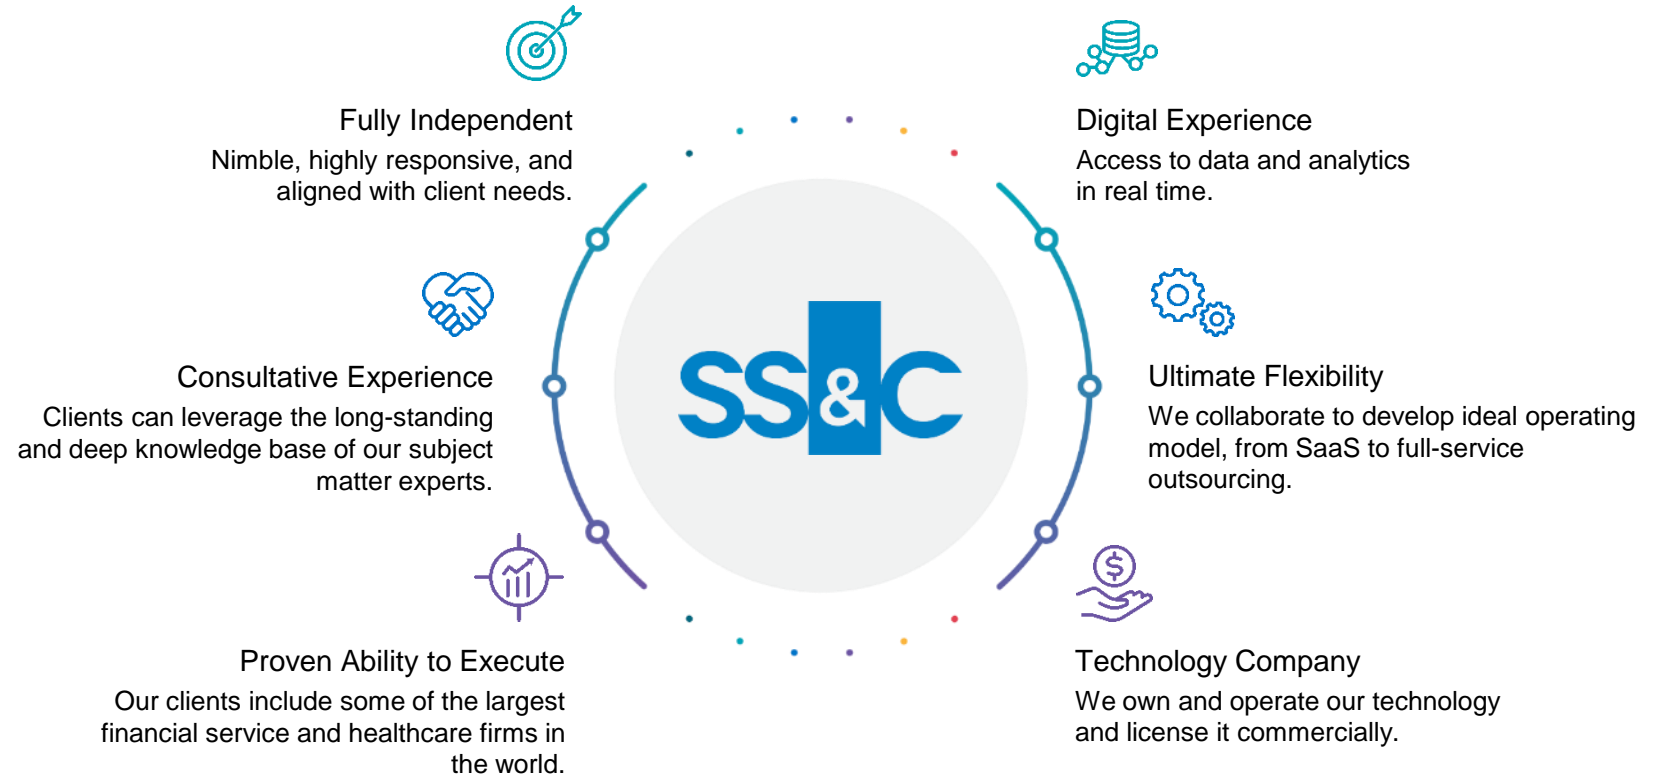 Fully Independent
Nimble, highly responsive, and
aligned with client needs.
Consultative Experience
Clients can leverage the long-standing
and deep knowledge base of our subject
matter experts.
Proven Ability to Execute
Our clients include some of the largest
financial service and healthcare firms in
the world.
SS&C
Digital Experience
Access to data and analytics
in real time.
Ultimate Flexibility
We collaborate to develop ideal operating
model, from SaaS to full-service
outsourcing.
$
Technology Company
We own and operate our technology
and license it commercially.